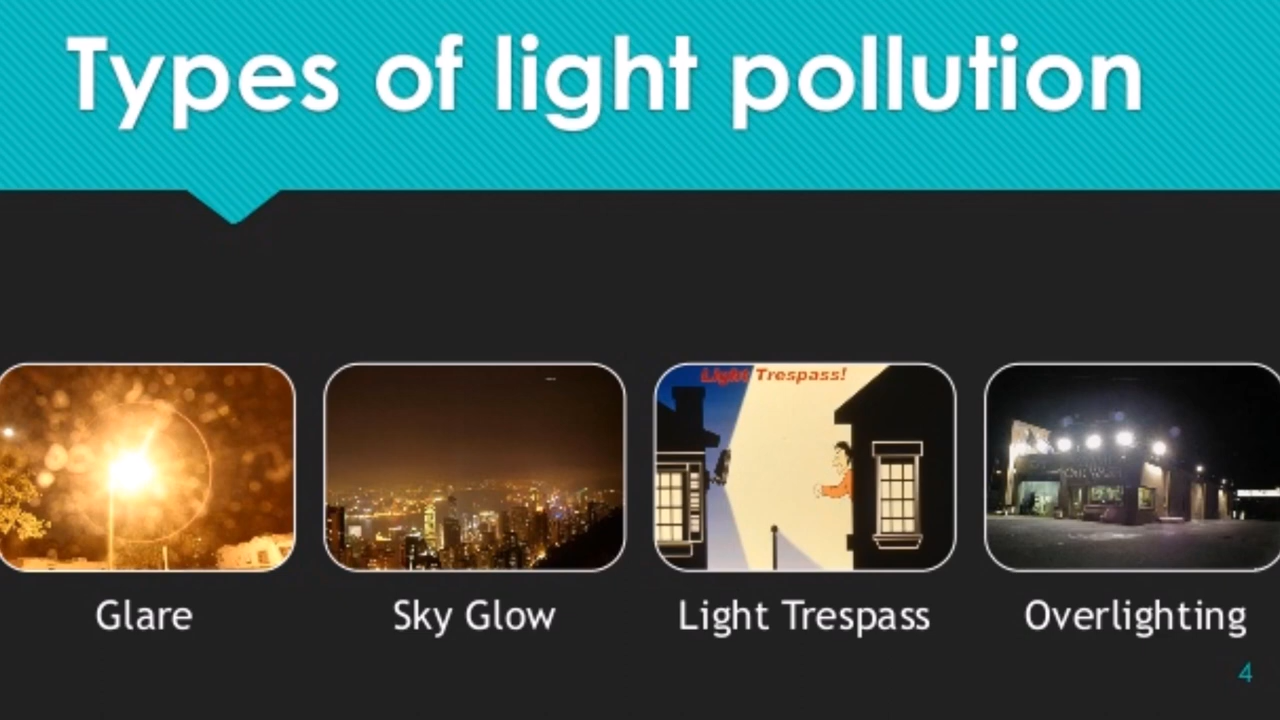 Types of light pollution
Light Trespass!
Glare
Sky Glow
Light Trespass
Overlighting
4